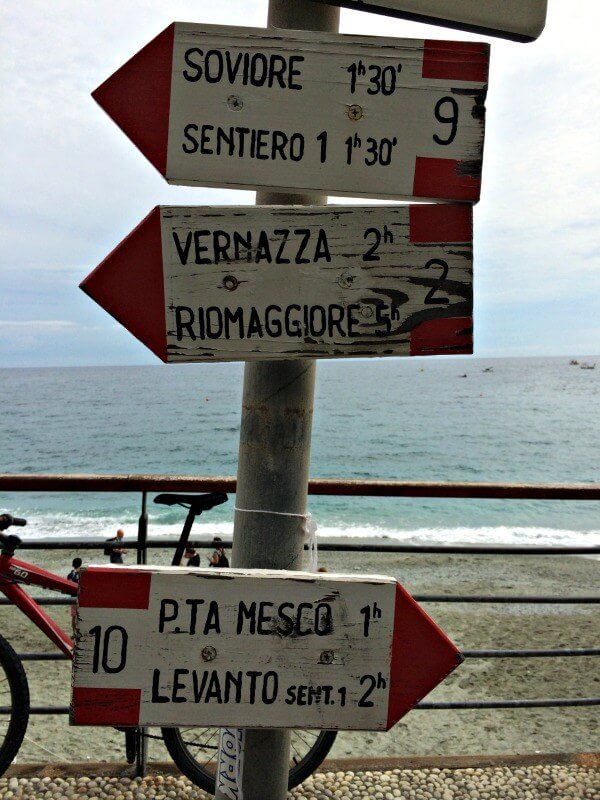 SOVIORE 1h30'
SENTIERO 1 1h30'
9
VERNAZZA 2h
RIOMAGGIORE 5h
2
10
P.TA MESCO 1h
LEVANTO SENT.1 2h